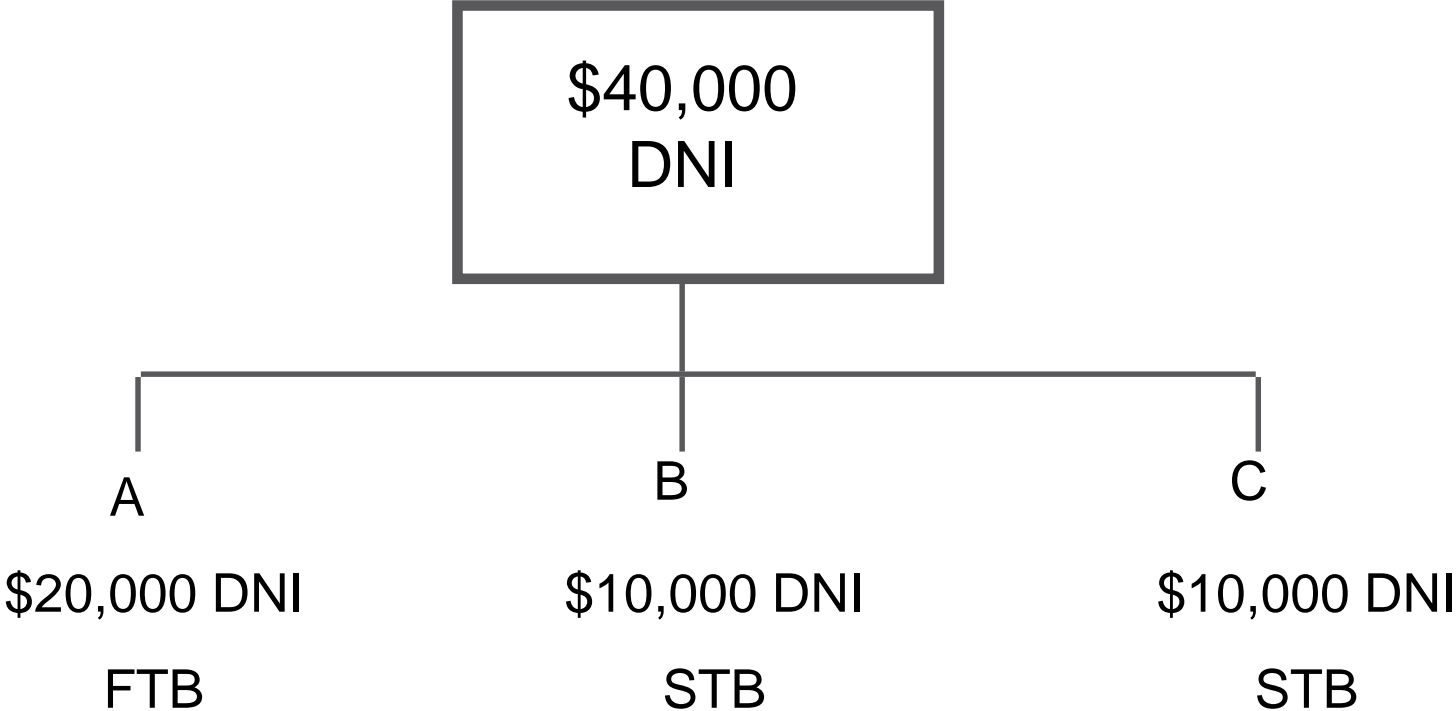 $40,000
DNI
A
B
C
$20,000 DNI
$10,000 DNI
$10,000 DNI
FTB
STB
STB